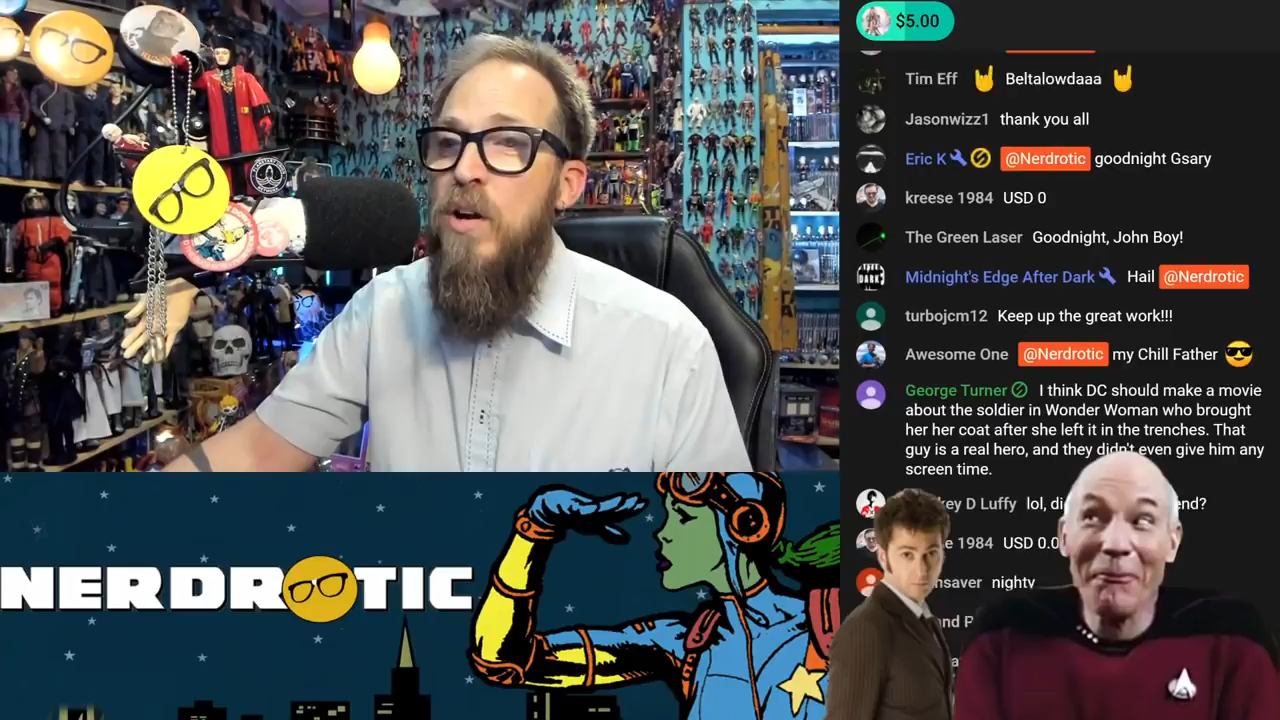 $5.00
Tim Eff Beltalowdaaa
Jasonwizz1 thank you all
Eric K @Nerdrotic goodnight Gsary
kreese 1984 USD 0
The Green Laser Goodnight, John Boy!
Midnight's Edge After Dark Hail @Nerdrotic
turbojcm12 Keep up the great work!!!
Awesome One @Nerdrotic my Chill Father
George Turner I think DC should make a movie
about the soldier in Wonder Woman who brought
her her coat after she left it in the trenches. That
guy is a real hero, and they didn't even give him any
screen time.
D Luffy lol,
1984 USD 0.0
nighty
NERDROTIC